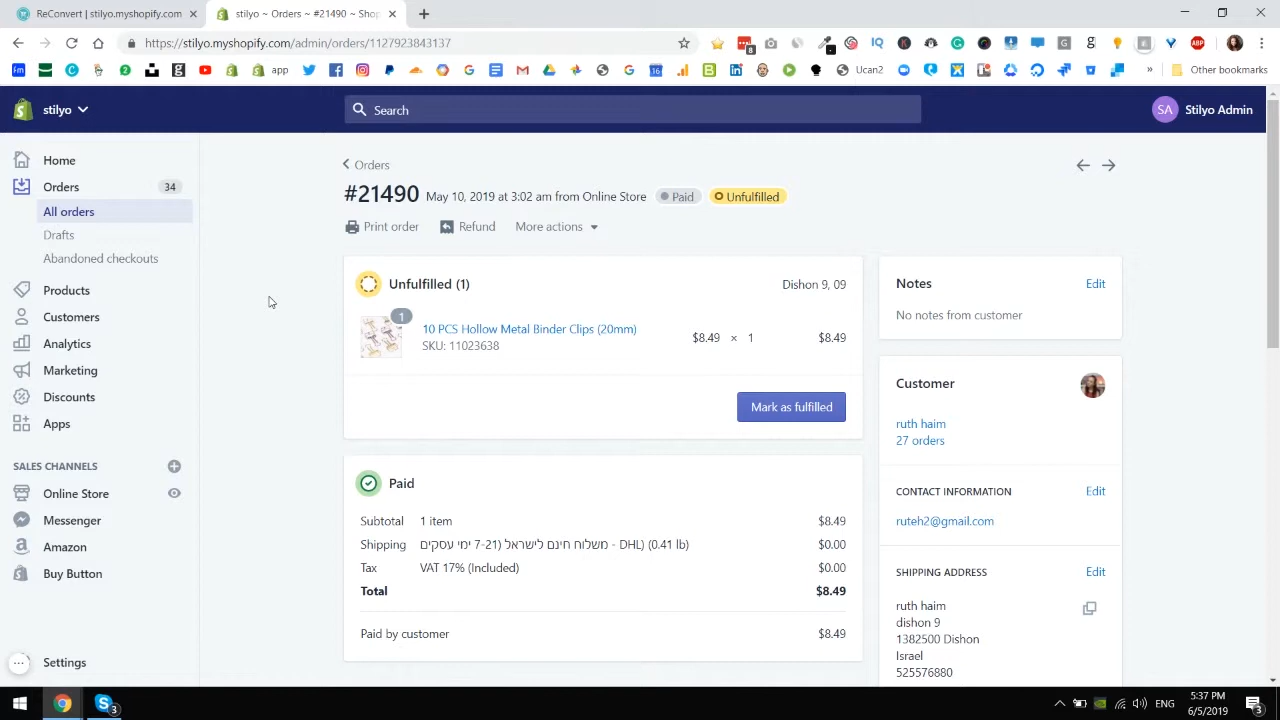 ReConvert | stilyo.myshopify.com
stilyo ~ Orders ~ #21490 ~ Shop
https://stilyo.myshopify.com/admin/orders/1127923843137
app
Ucan2
Other bookmarks
stilyo
Search
SA
Stilyo Admin
Home
Orders
34
All orders
Drafts
Abandoned checkouts
Products
Customers
Analytics
Marketing
Discounts
Apps
SALES CHANNELS
Online Store
Messenger
Amazon
Buy Button
Settings
Orders
#21490 May 10, 2019 at 3:02 am from Online Store Paid Unfulfilled
Print order Refund More actions
Unfulfilled (1) Dishon 9, 09
1
10 PCS Hollow Metal Binder Clips (20mm) $8.49 × 1 $8.49
SKU: 11023638
Mark as fulfilled
Paid
Subtotal 1 item $8.49
Shipping משלוח חינם לישראל (7-21 ימי עסקים - DHL) (0.41 lb) $0.00
Tax VAT 17% (Included) $0.00
Total $8.49
Paid by customer $8.49
Notes Edit
No notes from customer
Customer
ruth haim
27 orders
CONTACT INFORMATION Edit
ruteh2@gmail.com
SHIPPING ADDRESS Edit
ruth haim
dishon 9
1382500 Dishon
Israel
525576880
ENG
5:37 PM
6/5/2019